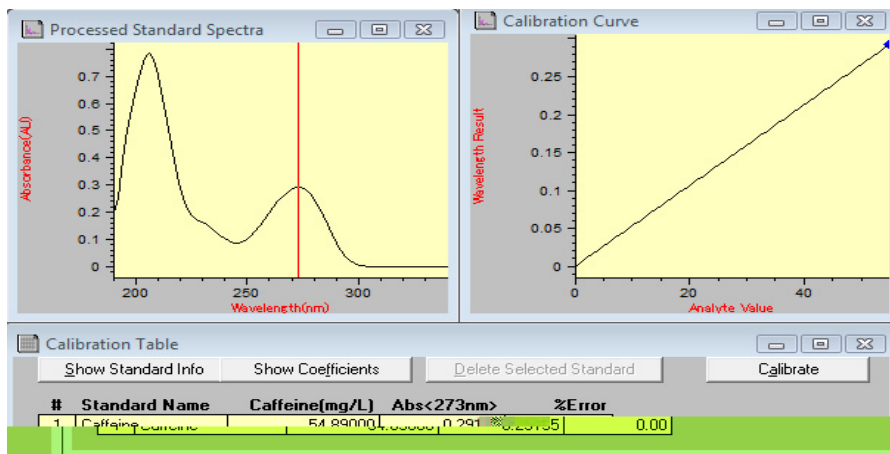 Processed Standard Spectra
Absorbance(AU)
0.7
0.6
0.5
0.4
0.3
0.2
0.1
0
200 250 300
Wavelength(nm)
Calibration Curve
Wavelength Result
0.25
0.2
0.15
0.1
0.05
0
0 20 40
Analyte Value
Calibration Table
Show Standard Info Show Coefficients Delete Selected Standard Calibrate
# Standard Name Caffeine(mg/L) Abs<273nm> %Error
1 Caffeine 54.89000 0.00